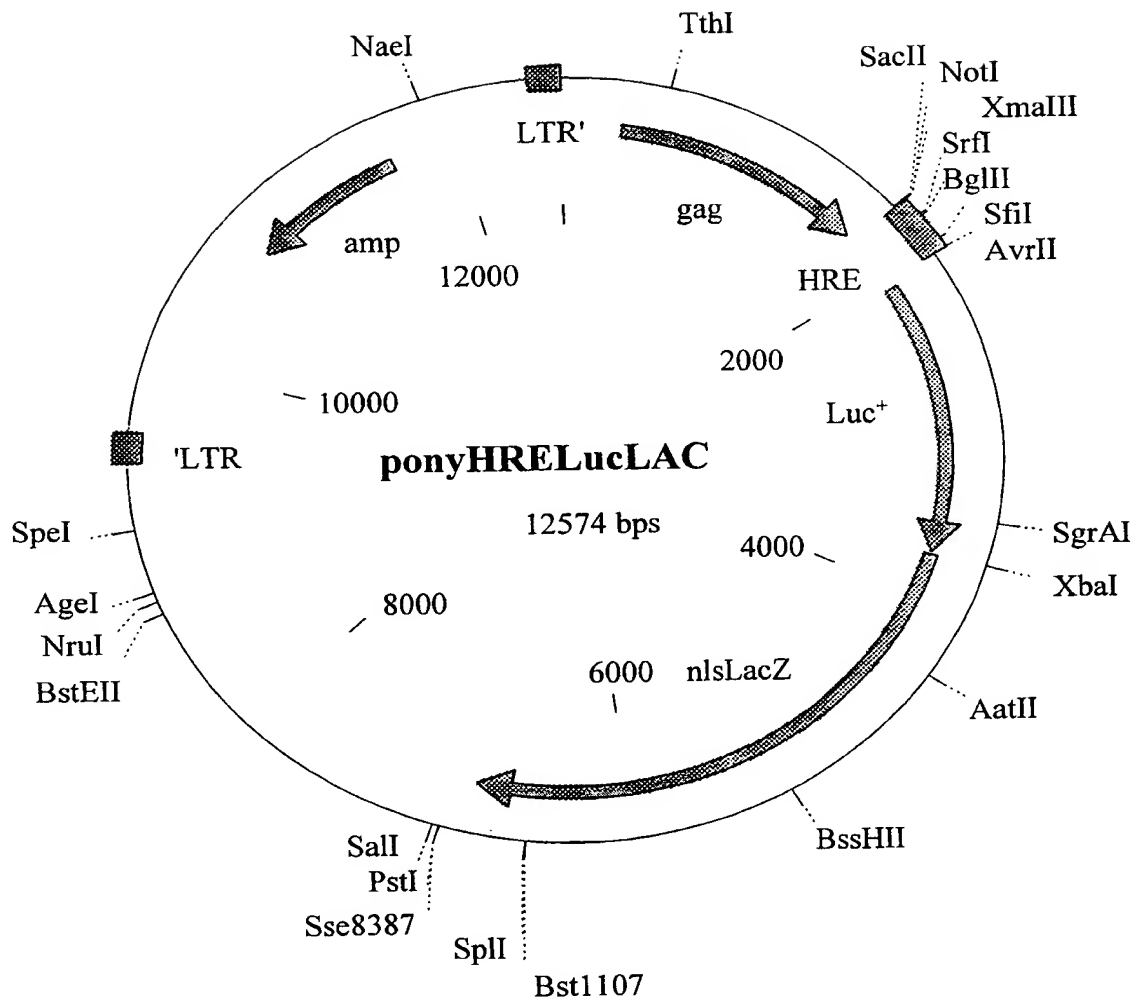 TthI
NaeI
SacII
NotI
XmaIII
LTR'
SrfI
BglII
SfiI
AvrII
gag
amp
12000
HRE
2000
10000
Luc⁺
'LTR
ponyHRELucLAC
12574 bps
SpeI
SgrAI
4000
XbaI
AgeI
8000
NruI
BstEII
6000
nlsLacZ
AatII
SalI
BssHII
PstI
Sse8387
SplI
Bst1107